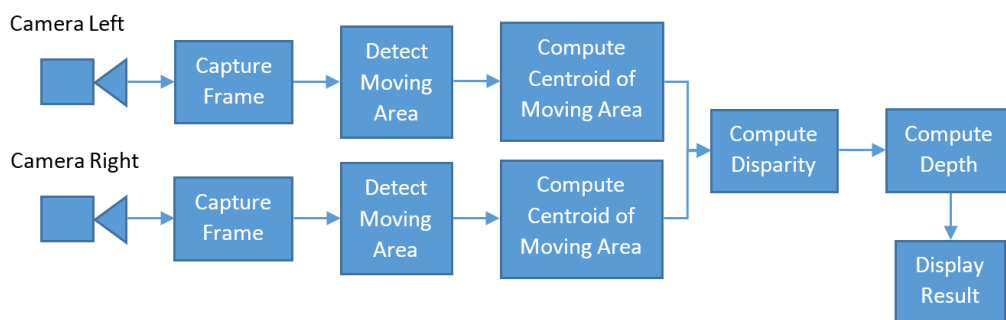 Camera Left
Capture
Frame
Detect
Moving
Area
Compute
Centroid of
Moving Area
Camera Right
Capture
Frame
Detect
Moving
Area
Compute
Centroid of
Moving Area
Compute
Disparity
Compute
Depth
Display
Result